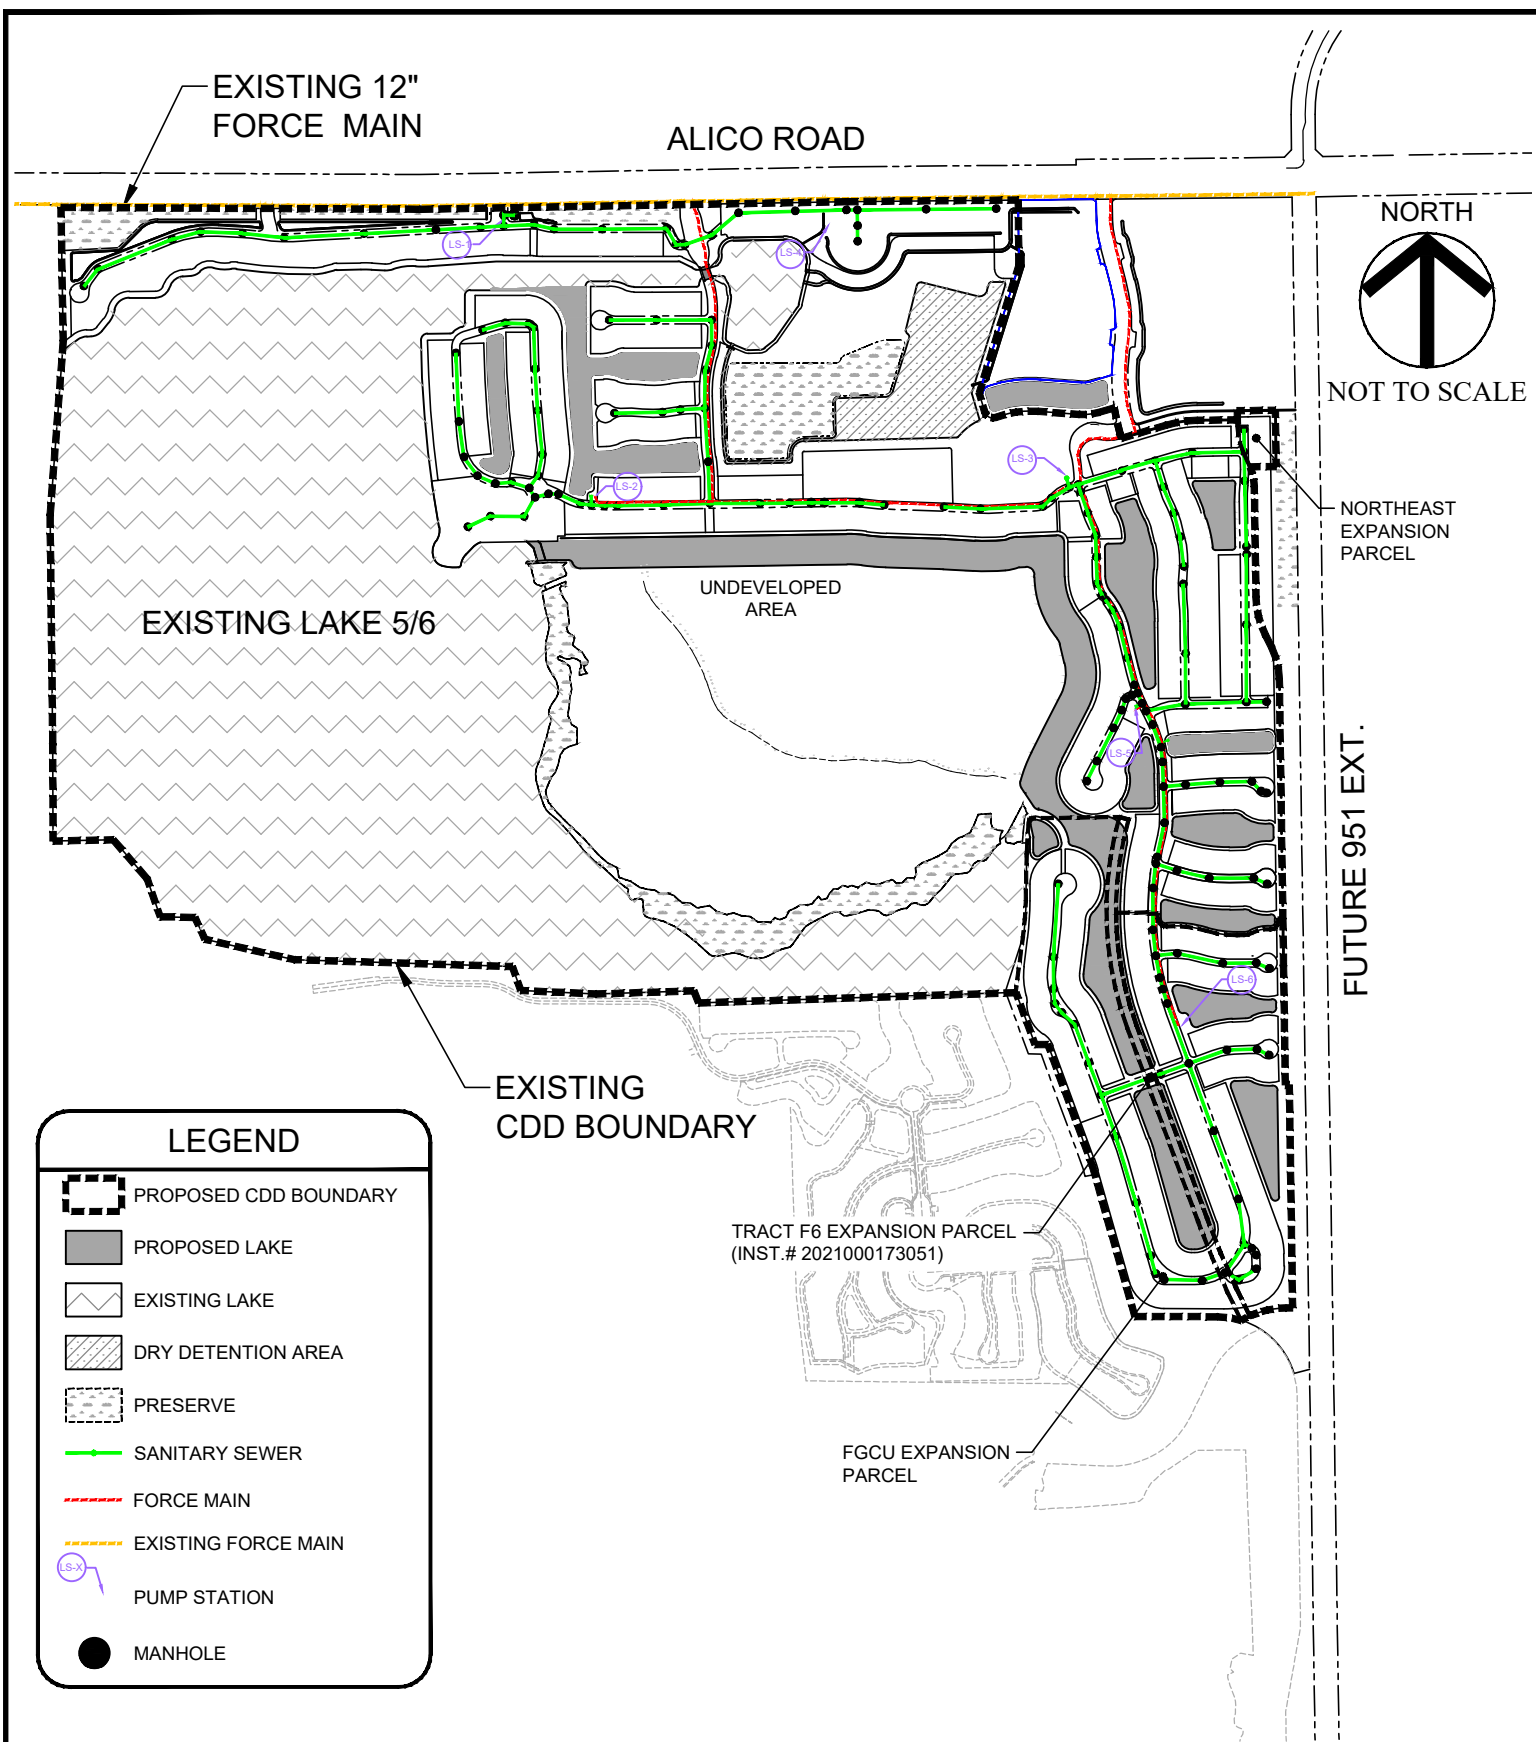 EXISTING 12"
FORCE MAIN
ALICO ROAD
NORTH
NOT TO SCALE
LS-1
LS-4
LS-3
LS-2
NORTHEAST
EXPANSION
PARCEL
UNDEVELOPED
AREA
EXISTING LAKE 5/6
LS-5
FUTURE 951 EXT.
LS-6
EXISTING
CDD BOUNDARY
TRACT F6 EXPANSION PARCEL
(INST.# 2021000173051)
FGCU EXPANSION
PARCEL
LEGEND
PROPOSED CDD BOUNDARY
PROPOSED LAKE
EXISTING LAKE
DRY DETENTION AREA
PRESERVE
SANITARY SEWER
FORCE MAIN
EXISTING FORCE MAIN
LS-X
PUMP STATION
MANHOLE